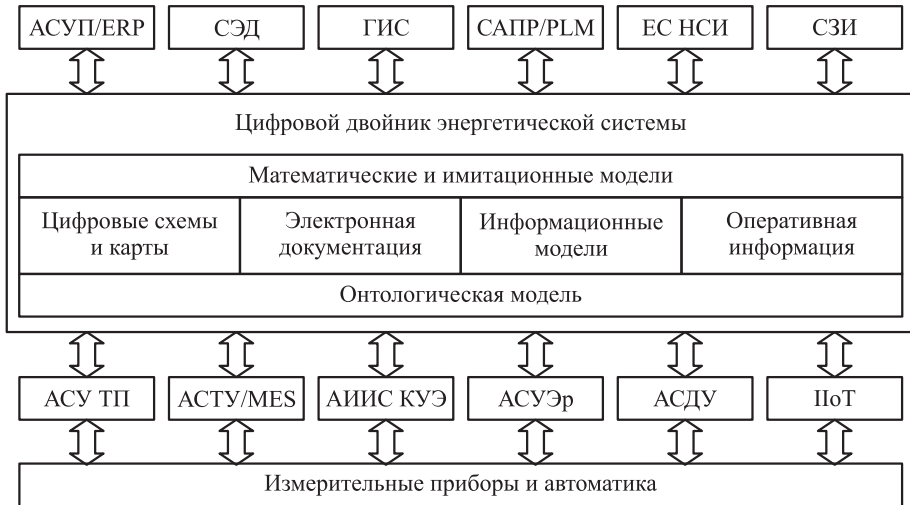 АСУП/ERP
СЭД
ГИС
САПР/PLM
ЕС НСИ
СЗИ
Цифровой двойник энергетической системы
Математические и имитационные модели
Цифровые схемы
и карты
Электронная
документация
Информационные
модели
Оперативная
информация
Онтологическая модель
АСУ ТП
АСТУ/MES
АИИС КУЭ
АСУЭр
АСДУ
IIoT
Измерительные приборы и автоматика